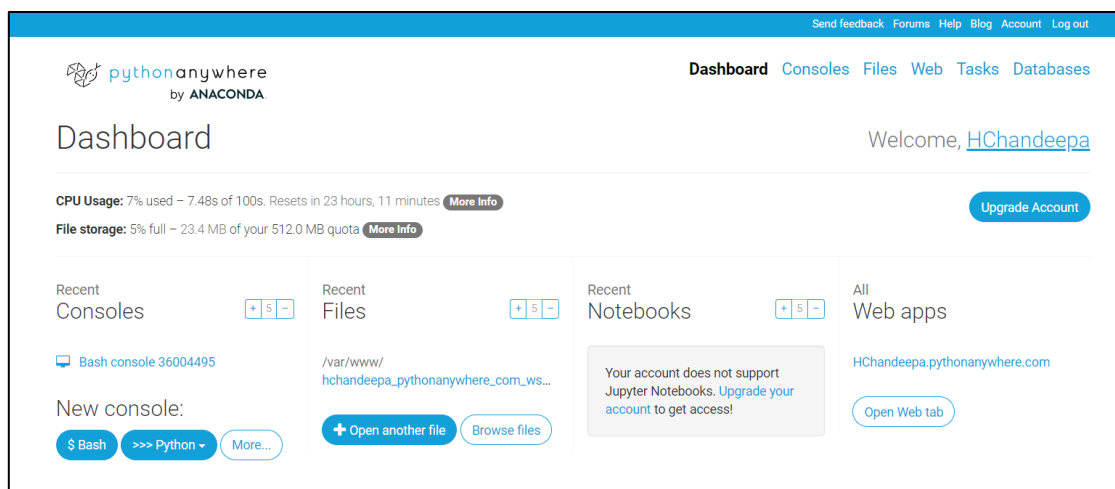 Send feedback Forums Help Blog Account Log out
pythonanywhere
by ANACONDA.
Dashboard Consoles Files Web Tasks Databases
Dashboard
Welcome, HChandeepa
CPU Usage: 7% used – 7.48s of 100s. Resets in 23 hours, 11 minutes More Info
Upgrade Account
File storage: 5% full – 23.4 MB of your 512.0 MB quota More Info
Recent
Consoles
+ 5 −
Bash console 36004495
New console:
$ Bash >>> Python More...
Recent
Files
+ 5 −
/var/www/
hchandeepa_pythonanywhere_com_ws...
+ Open another file Browse files
Recent
Notebooks
+ 5 −
Your account does not support
Jupyter Notebooks. Upgrade your
account to get access!
All
Web apps
HChandeepa.pythonanywhere.com
Open Web tab